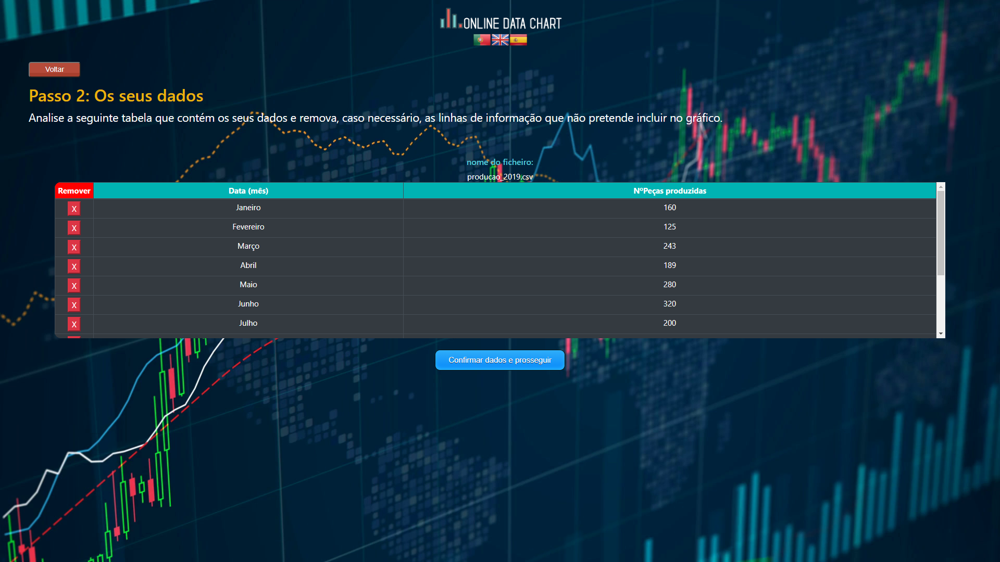 ONLINE DATA CHART
Voltar
Passo 2: Os seus dados
Analise a seguinte tabela que contém os seus dados e remova, caso necessário, as linhas de informação que não pretende incluir no gráfico.
nome do ficheiro:
producao_2019.csv
Remover Data (mês) NºPeças produzidas
X Janeiro 160
X Fevereiro 125
X Março 243
X Abril 189
X Maio 280
X Junho 320
X Julho 200
Confirmar dados e prosseguir